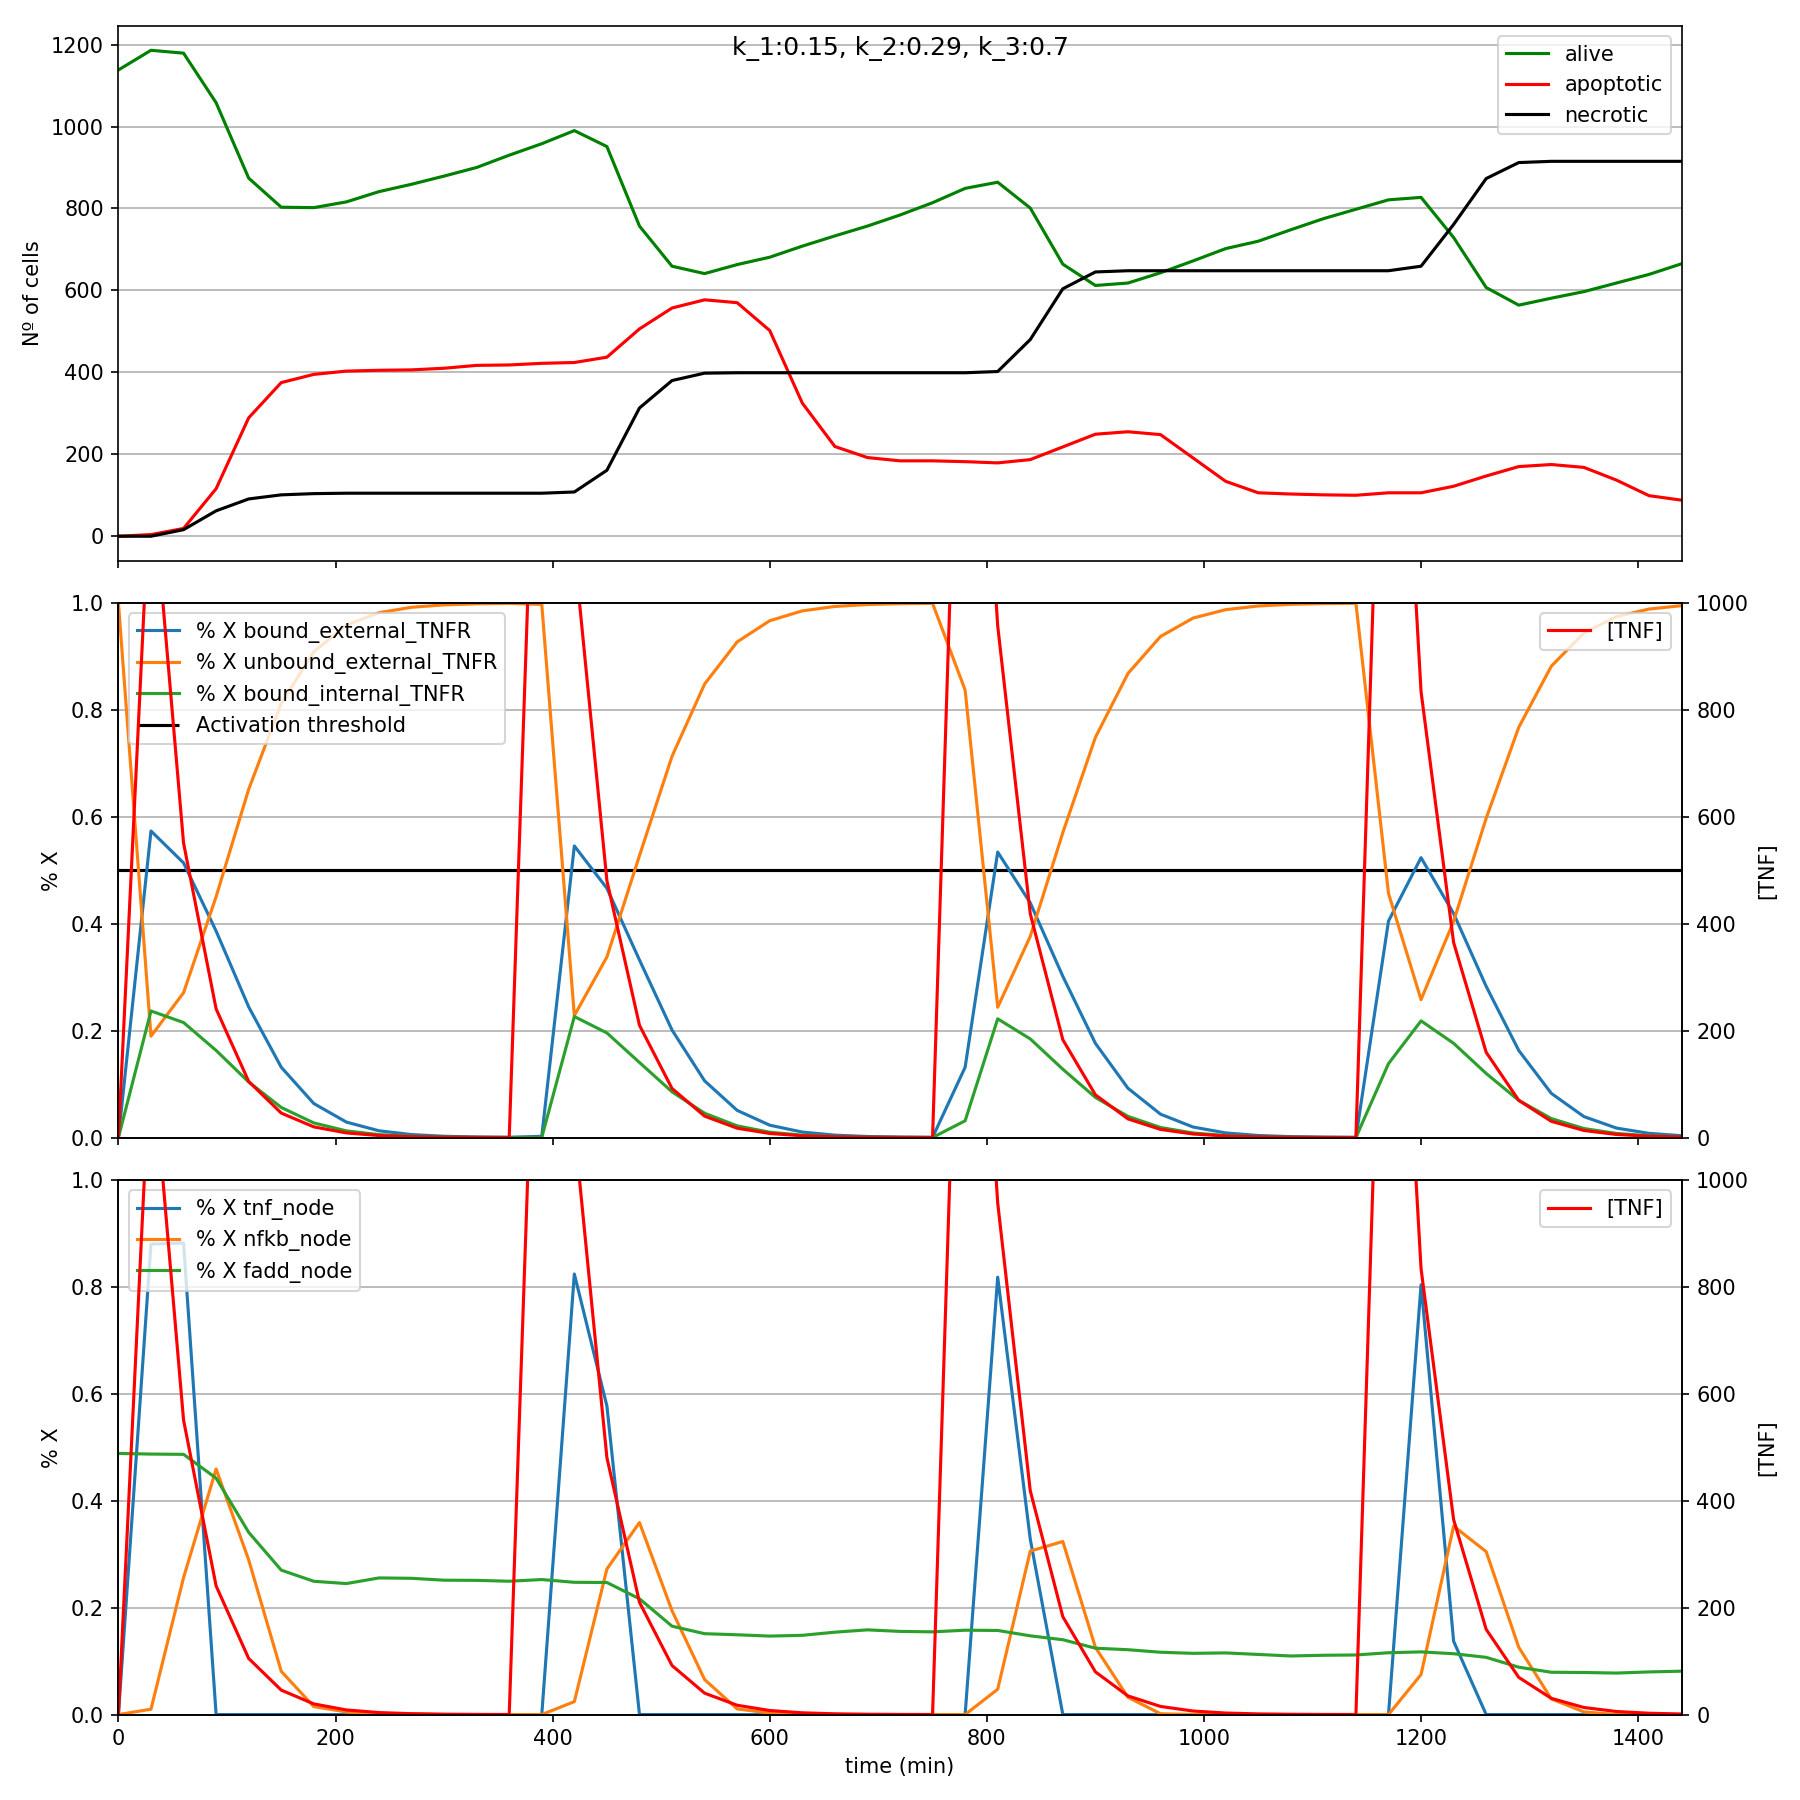 k_1:0.15, k_2:0.29, k_3:0.7
alive
apoptotic
necrotic
Nº of cells
1200
1000
800
600
400
200
0
% X bound_external_TNFR
% X unbound_external_TNFR
% X bound_internal_TNFR
Activation threshold
[TNF]
% X
1.0
0.8
0.6
0.4
0.2
0.0
1000
800
600
400
200
0
[TNF]
% X tnf_node
% X nfkb_node
% X fadd_node
[TNF]
% X
1.0
0.8
0.6
0.4
0.2
0.0
1000
800
600
400
200
0
[TNF]
0 200 400 600 800 1000 1200 1400
time (min)